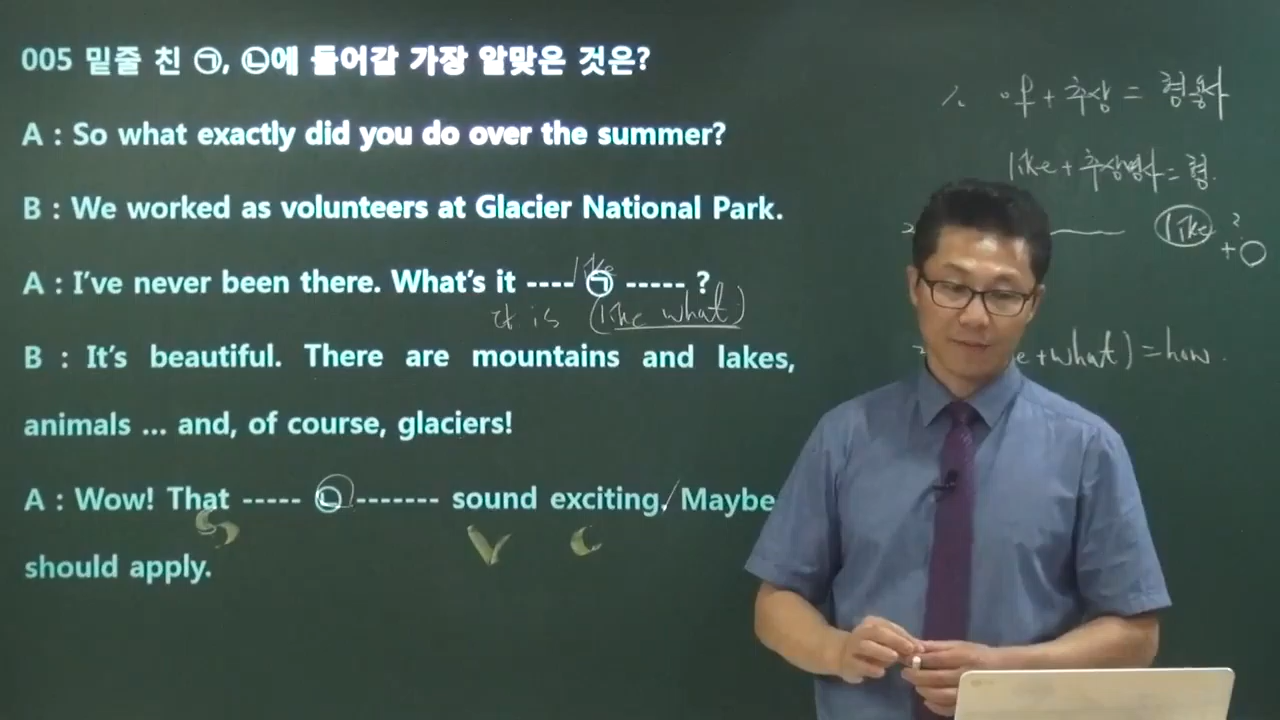 005 밑줄 친 ㉠, ㉡에 들어갈 가장 알맞은 것은?
A : So what exactly did you do over the summer?
B : We worked as volunteers at Glacier National Park.
A : I've never been there. What's it ---- ㉠ ----- ?
like
it is (like what)
B : It's beautiful. There are mountains and lakes,
animals ... and, of course, glaciers!
A : Wow! That ----- ㉡ ------- sound exciting. Maybe
S V C
should apply.
of + 추상 = 형용사
like + 추상명사 = 형.
like
+
e + what) = how.